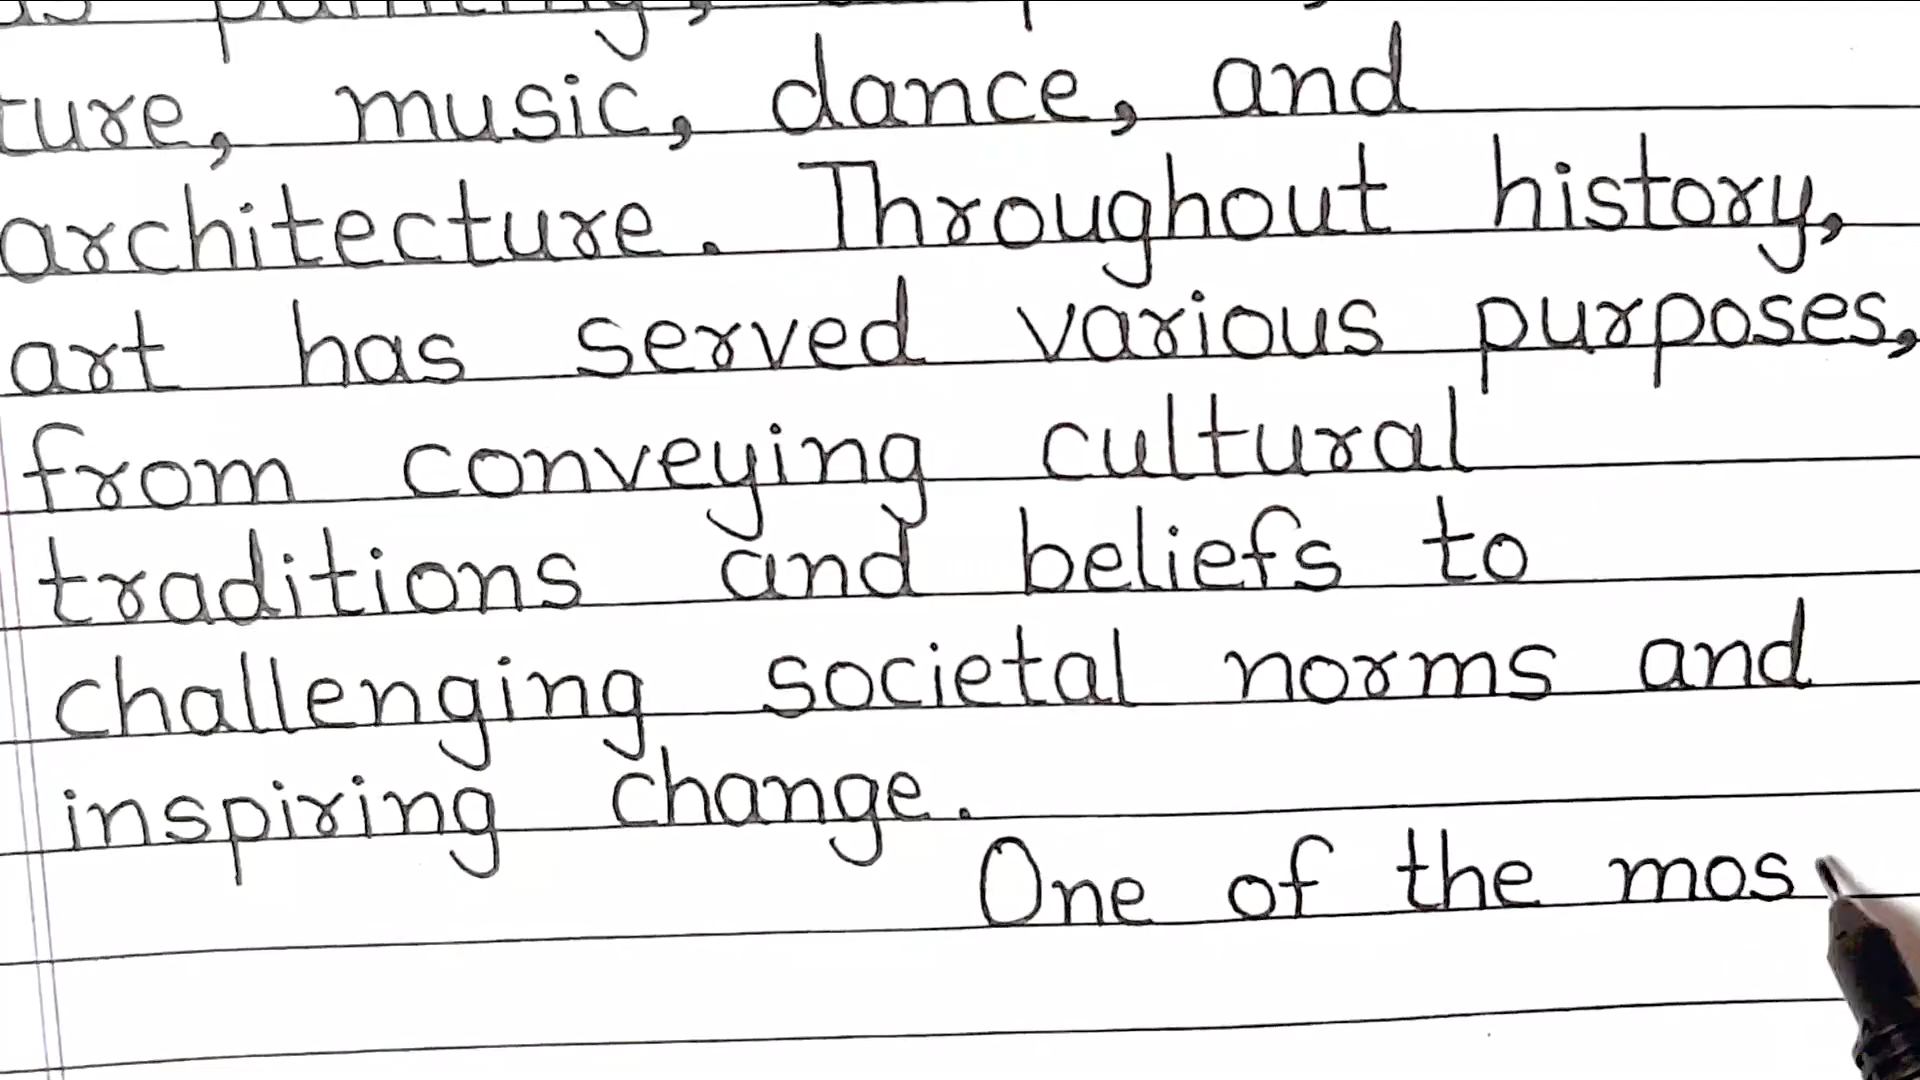 ture, music, dance, and
architecture. Throughout history,
art has served various purposes,
from conveying cultural
traditions and beliefs to
challenging societal norms and
inspiring change.
One of the mos